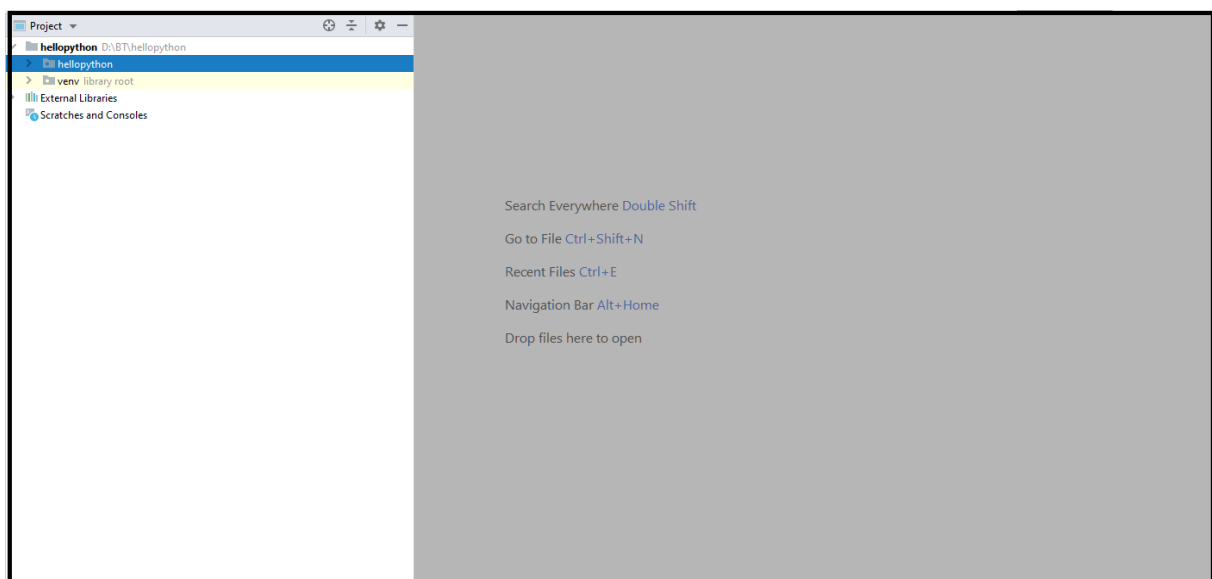 Project
hellopython D:\BT\hellopython
hellopython
venv library root
External Libraries
Scratches and Consoles
Search Everywhere Double Shift
Go to File Ctrl+Shift+N
Recent Files Ctrl+E
Navigation Bar Alt+Home
Drop files here to open